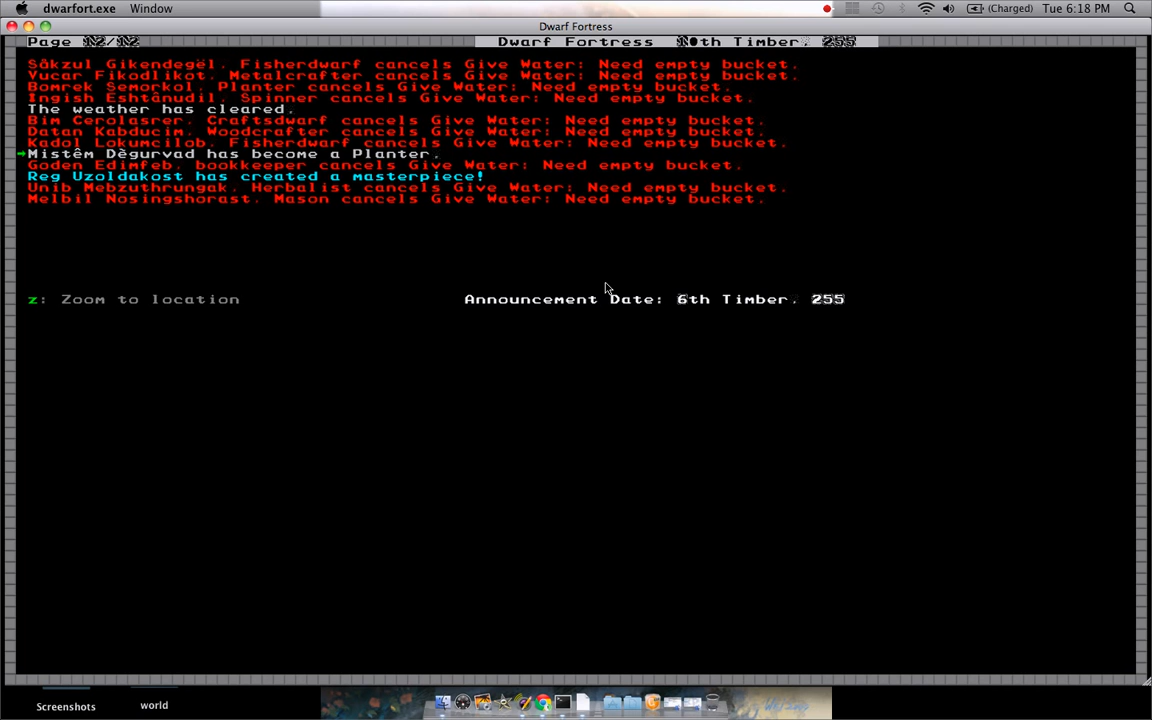 dwarfort.exe Window
(Charged) Tue 6:18 PM
Dwarf Fortress
Page
Dwarf Fortress Timber, 255
Såkzul Gikendegël, Fisherdwarf cancels Give Water: Need empty bucket.
Vucar Fikodlikot, Metalcrafter cancels Give Water: Need empty bucket.
Bomrek Semorkol, Planter cancels Give Water: Need empty bucket.
Ingish Eshtânudil, Spinner cancels Give Water: Need empty bucket.
The weather has cleared.
Bim Cerolasrer, Craftsdwarf cancels Give Water: Need empty bucket.
Datan Kabducim, Woodcrafter cancels Give Water: Need empty bucket.
Kadol Lokumcilob, Fisherdwarf cancels Give Water: Need empty bucket.
Mistêm Dègurvad has become a Planter.
Goden Edimfeb, bookkeeper cancels Give Water: Need empty bucket.
Reg Uzoldakost has created a masterpiece!
Unib Mebzuthrungak, Herbalist cancels Give Water: Need empty bucket.
Melbil Nosingshorast, Mason cancels Give Water: Need empty bucket.
z: Zoom to location Announcement Date: 6th Timber, 255
Screenshots world